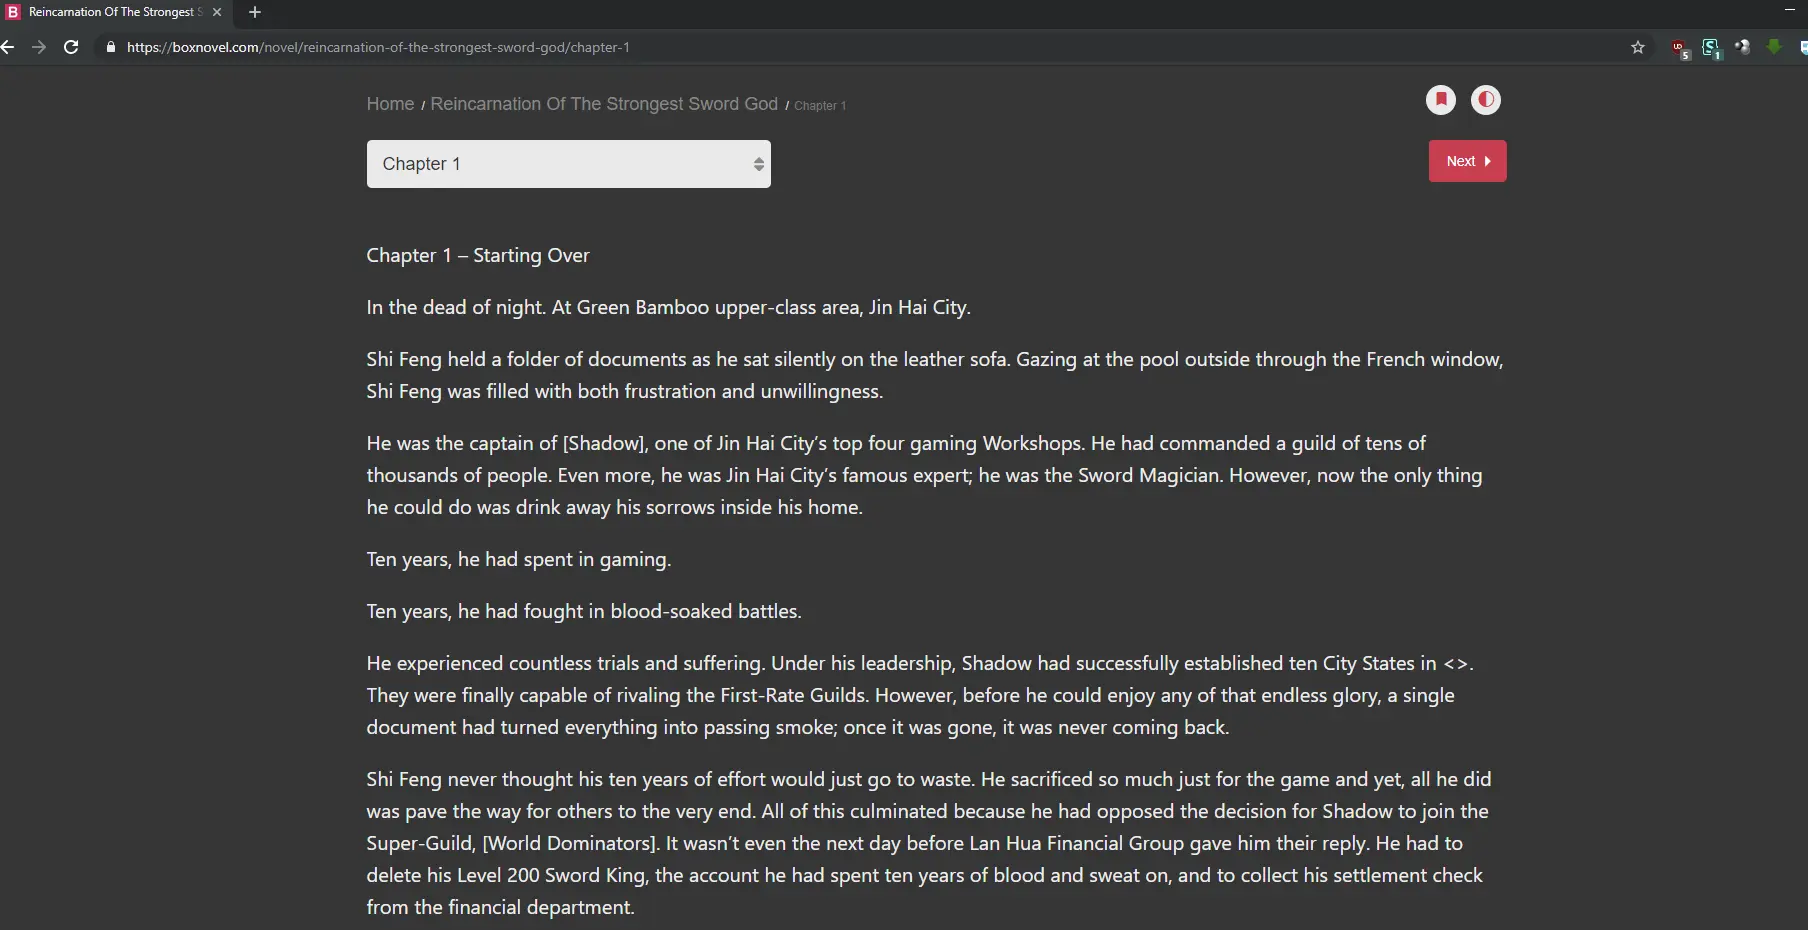 Reincarnation Of The Strongest S
https://boxnovel.com/novel/reincarnation-of-the-strongest-sword-god/chapter-1
5
1
Home / Reincarnation Of The Strongest Sword God / Chapter 1
Chapter 1
Next
Chapter 1 – Starting Over
In the dead of night. At Green Bamboo upper-class area, Jin Hai City.
Shi Feng held a folder of documents as he sat silently on the leather sofa. Gazing at the pool outside through the French window,
Shi Feng was filled with both frustration and unwillingness.
He was the captain of [Shadow], one of Jin Hai City’s top four gaming Workshops. He had commanded a guild of tens of
thousands of people. Even more, he was Jin Hai City’s famous expert; he was the Sword Magician. However, now the only thing
he could do was drink away his sorrows inside his home.
Ten years, he had spent in gaming.
Ten years, he had fought in blood-soaked battles.
He experienced countless trials and suffering. Under his leadership, Shadow had successfully established ten City States in <>.
They were finally capable of rivaling the First-Rate Guilds. However, before he could enjoy any of that endless glory, a single
document had turned everything into passing smoke; once it was gone, it was never coming back.
Shi Feng never thought his ten years of effort would just go to waste. He sacrificed so much just for the game and yet, all he did
was pave the way for others to the very end. All of this culminated because he had opposed the decision for Shadow to join the
Super-Guild, [World Dominators]. It wasn’t even the next day before Lan Hua Financial Group gave him their reply. He had to
delete his Level 200 Sword King, the account he had spent ten years of blood and sweat on, and to collect his settlement check
from the financial department.